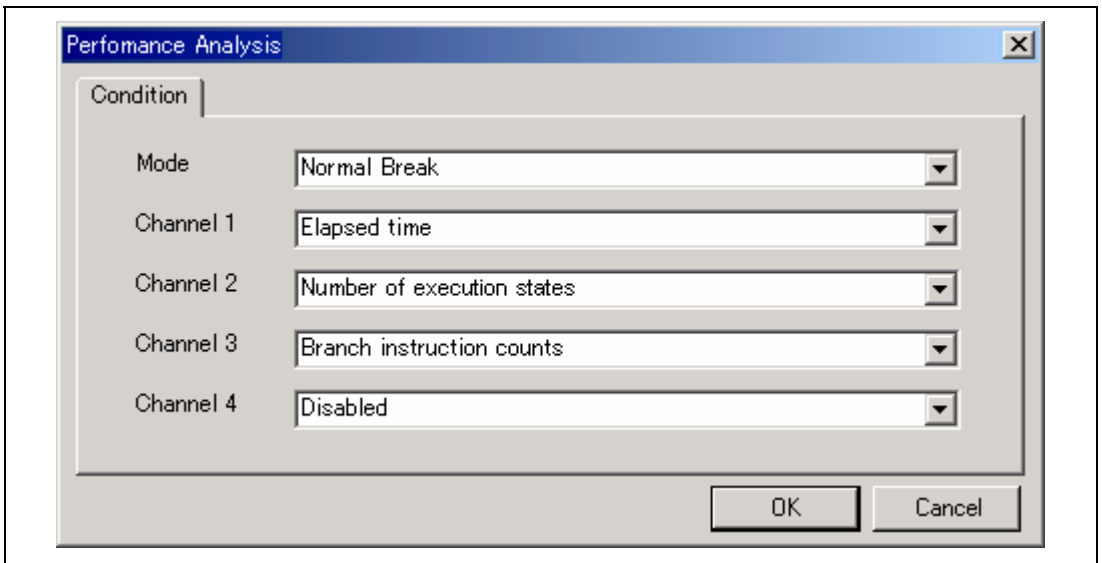 Perfomance Analysis
Condition
Mode Normal Break
Channel 1 Elapsed time
Channel 2 Number of execution states
Channel 3 Branch instruction counts
Channel 4 Disabled
OK Cancel